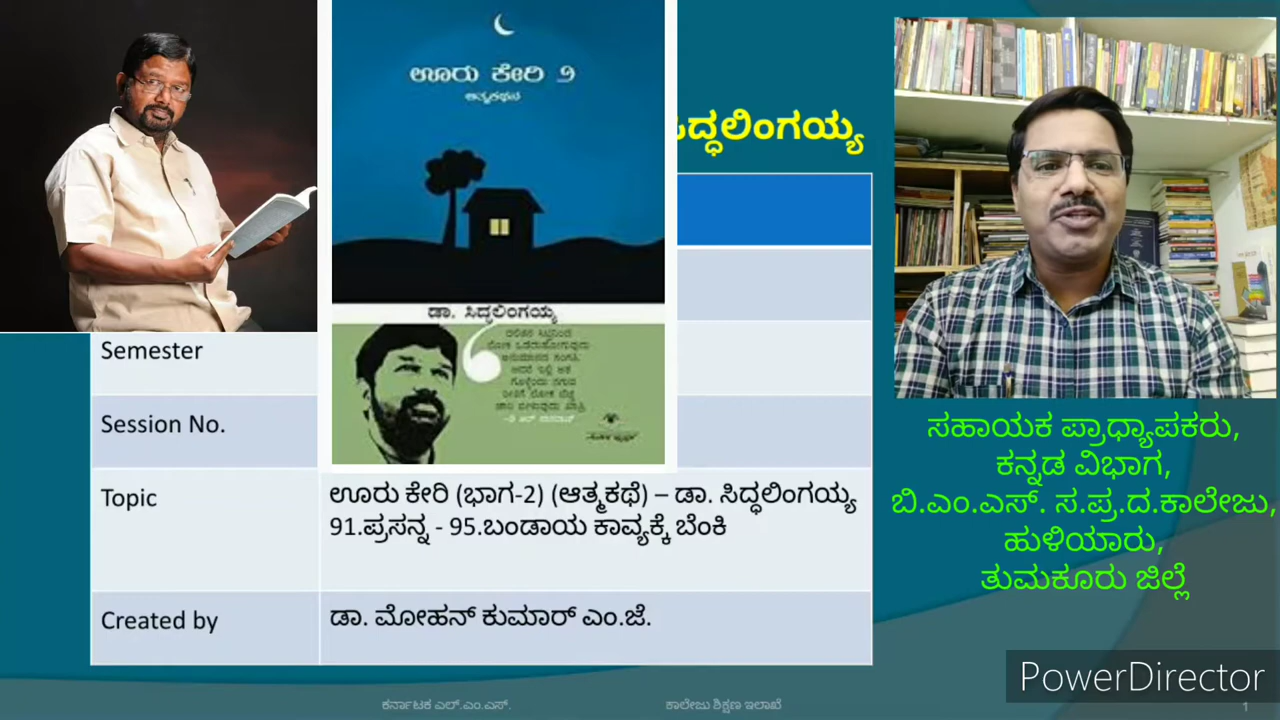 ಊರು ಕೇರಿ ೨
ಆತ್ಮಕಥನ
ಸಿದ್ಧಲಿಂಗಯ್ಯ
ಡಾ. ಸಿದ್ಧಲಿಂಗಯ್ಯ
Semester
Session No.
Topic
ಊರು ಕೇರಿ (ಭಾಗ-2) (ಆತ್ಮಕಥೆ) – ಡಾ. ಸಿದ್ಧಲಿಂಗಯ್ಯ
91.ಪ್ರಸನ್ನ - 95.ಬಂಡಾಯ ಕಾವ್ಯಕ್ಕೆ ಬೆಂಕಿ
Created by
ಡಾ. ಮೋಹನ್ ಕುಮಾರ್ ಎಂ.ಜೆ.
ಸಹಾಯಕ ಪ್ರಾಧ್ಯಾಪಕರು,
ಕನ್ನಡ ವಿಭಾಗ,
ಬಿ.ಎಂ.ಎಸ್. ಸ.ಪ್ರ.ದ.ಕಾಲೇಜು,
ಹುಳಿಯಾರು,
ತುಮಕೂರು ಜಿಲ್ಲೆ
PowerDirector
ಕರ್ನಾಟಕ ಎಲ್.ಎಂ.ಎಸ್.
ಕಾಲೇಜು ಶಿಕ್ಷಣ ಇಲಾಖೆ
1